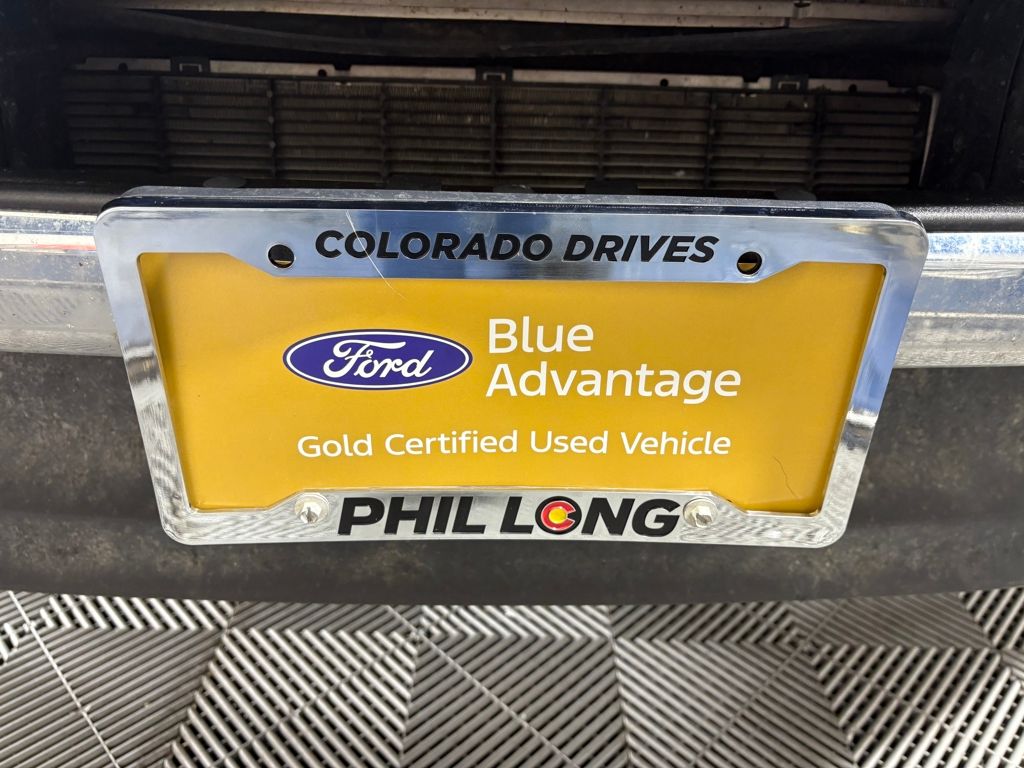 COLORADO DRIVES
Ford
Blue
Advantage
Gold Certified Used Vehicle
PHIL LONG